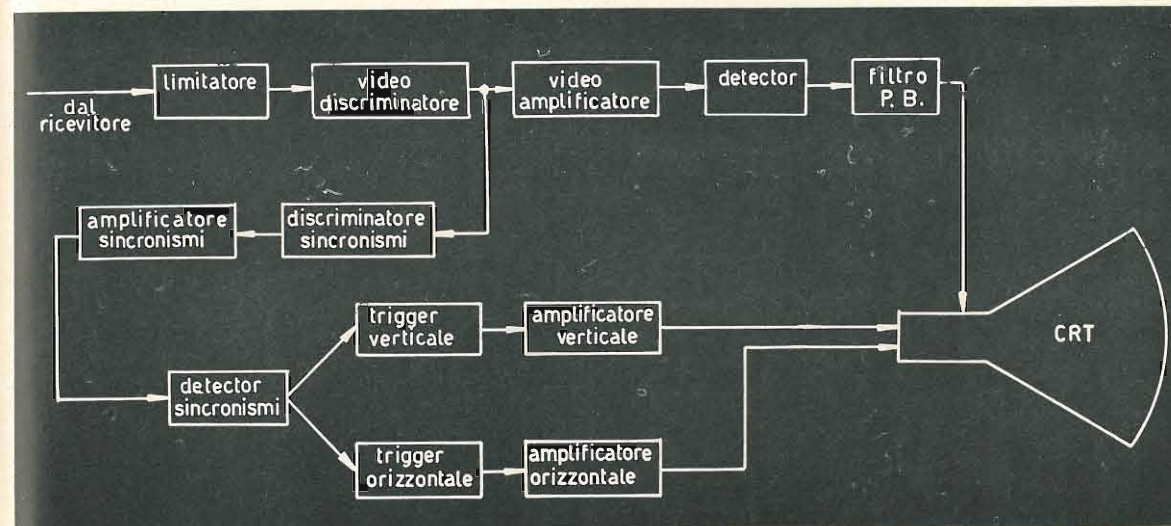 dal
ricevitore
limitatore
video
discriminatore
video
amplificatore
detector
filtro
P. B.
amplificatore
sincronismi
discriminatore
sincronismi
trigger
verticale
amplificatore
verticale
CRT
detector
sincronismi
trigger
orizzontale
amplificatore
orizzontale